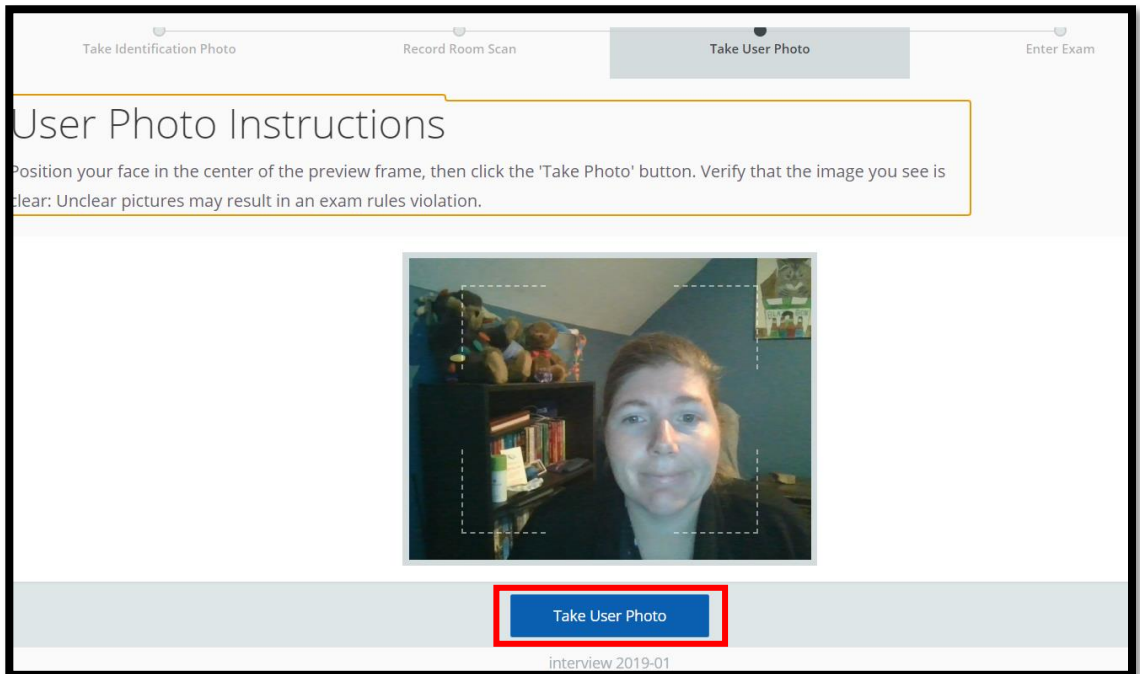 Take Identification Photo
Record Room Scan
Take User Photo
Enter Exam
User Photo Instructions
Position your face in the center of the preview frame, then click the 'Take Photo' button. Verify that the image you see is
clear: Unclear pictures may result in an exam rules violation.
Take User Photo
interview 2019-01